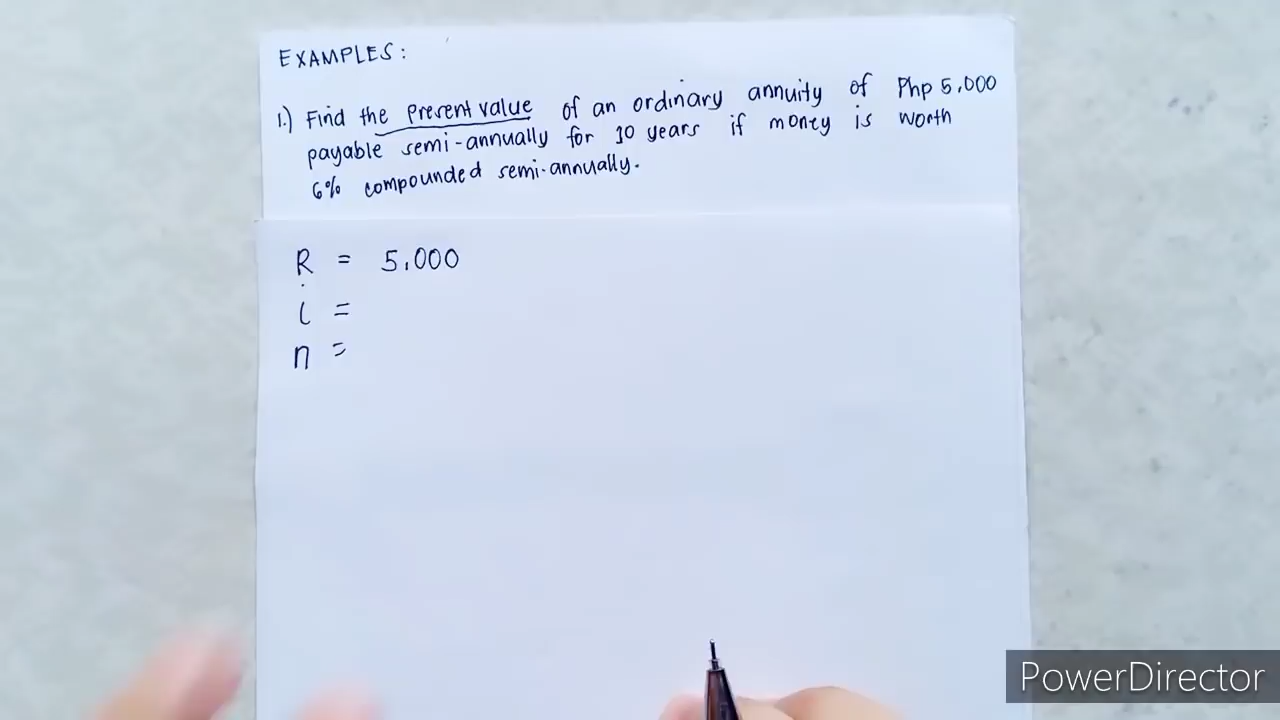 EXAMPLES:
1.) Find the present value of an ordinary annuity of Php 5,000
payable semi-annually for 10 years if money is worth
6% compounded semi-annually.
R = 5,000
i =
n =
PowerDirector